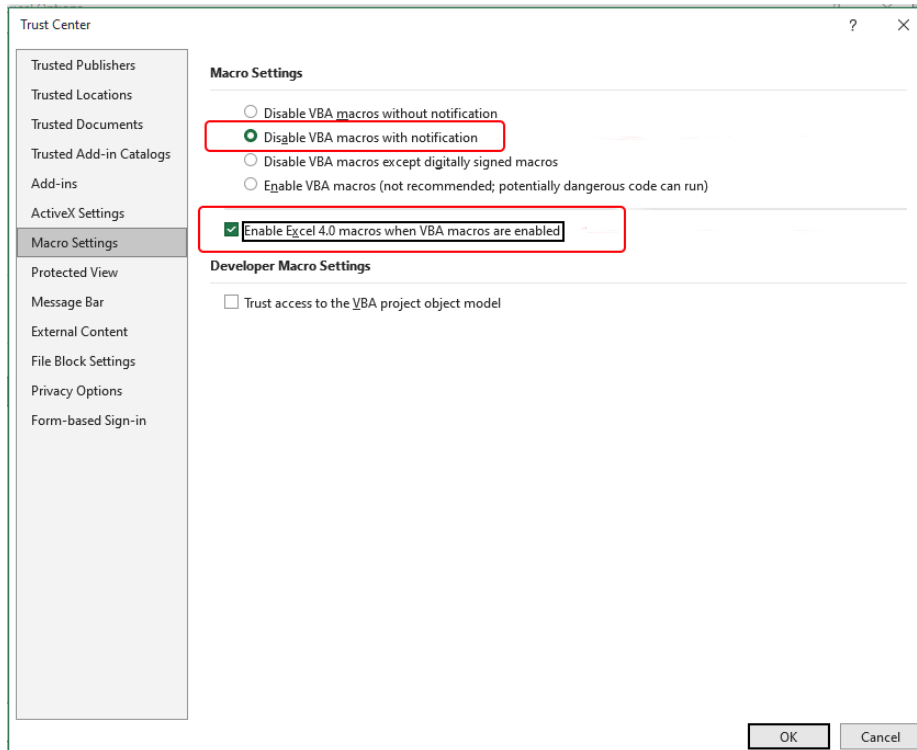 Trust Center
?
Trusted Publishers
Trusted Locations
Trusted Documents
Trusted Add-in Catalogs
Add-ins
ActiveX Settings
Macro Settings
Protected View
Message Bar
External Content
File Block Settings
Privacy Options
Form-based Sign-in
Macro Settings
Disable VBA macros without notification
Disable VBA macros with notification
Disable VBA macros except digitally signed macros
Enable VBA macros (not recommended; potentially dangerous code can run)
Enable Excel 4.0 macros when VBA macros are enabled
Developer Macro Settings
Trust access to the VBA project object model
OK
Cancel